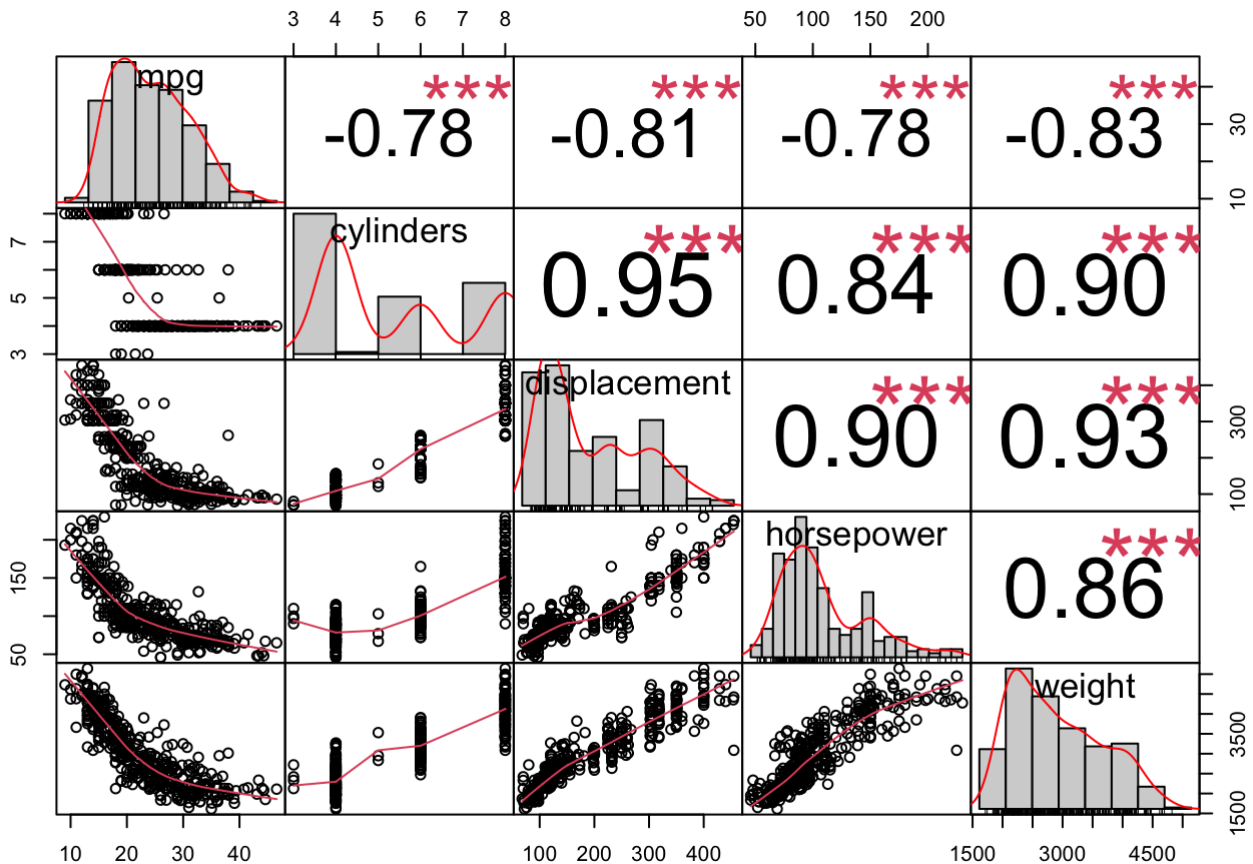 3 4 5 6 7 8 50 100 150 200
mpg *** -0.78 *** -0.81 *** -0.78 *** -0.83 10 30
3 5 7 cylinders *** 0.95 *** 0.84 *** 0.90
displacement *** 0.90 *** 0.93 100 300
50 150 horsepower *** 0.86
weight 1500 3500
10 20 30 40 100 200 300 400 1500 3000 4500